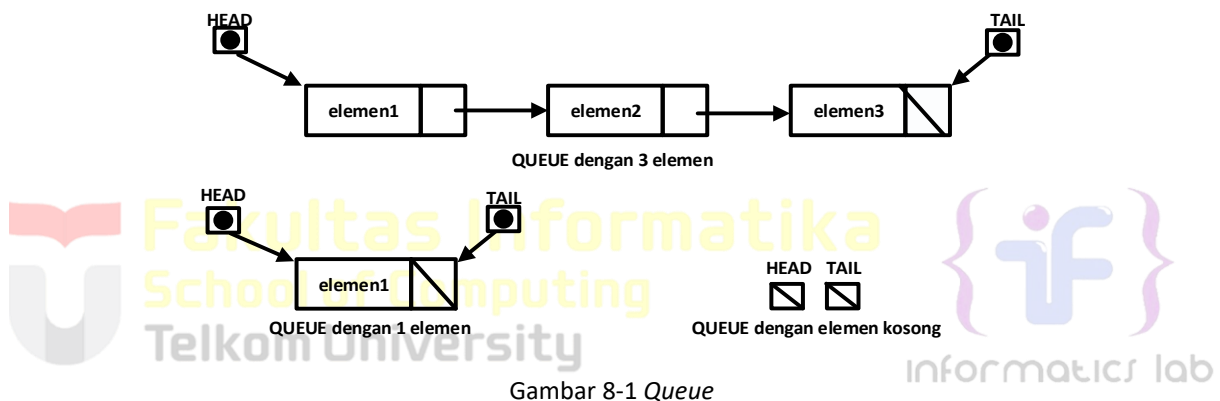 HEAD TAIL
elemen1 elemen2 elemen3
QUEUE dengan 3 elemen
HEAD TAIL
elemen1
QUEUE dengan 1 elemen
HEAD TAIL
QUEUE dengan elemen kosong
Fakultas Informatika
School of Computing
Telkom University
informatics lab
Gambar 8-1 Queue